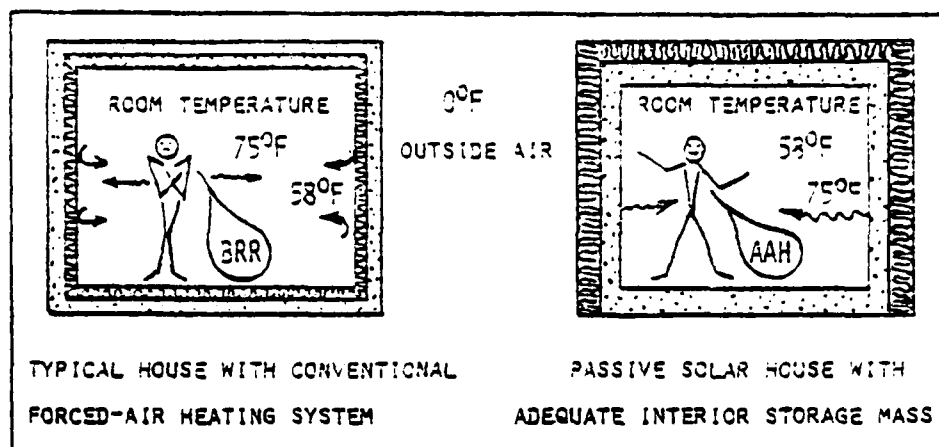 ROOM TEMPERATURE
75°F
58°F
BRR
0°F
OUTSIDE AIR
ROOM TEMPERATURE
58°F
75°F
AAH
TYPICAL HOUSE WITH CONVENTIONAL
FORCED-AIR HEATING SYSTEM
PASSIVE SOLAR HOUSE WITH
ADEQUATE INTERIOR STORAGE MASS